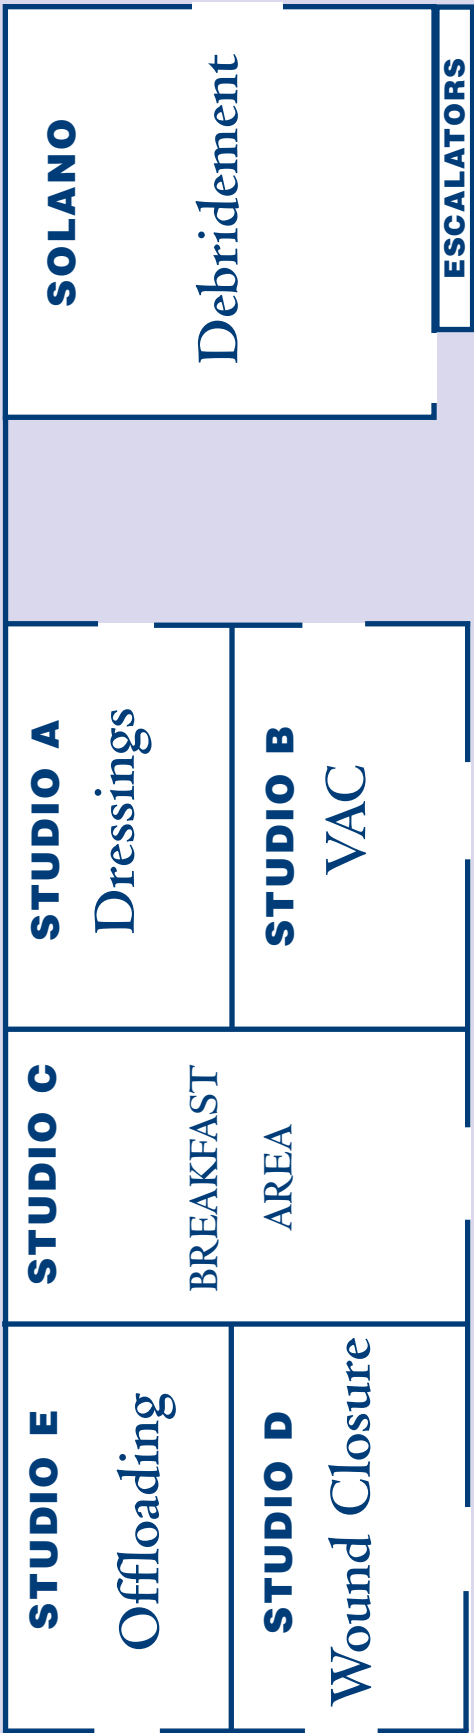 STUDIO E
Offloading
STUDIO D
Wound Closure
STUDIO C
BREAKFAST
AREA
STUDIO A
Dressings
STUDIO B
VAC
SOLANO
Debridement
ESCALATORS